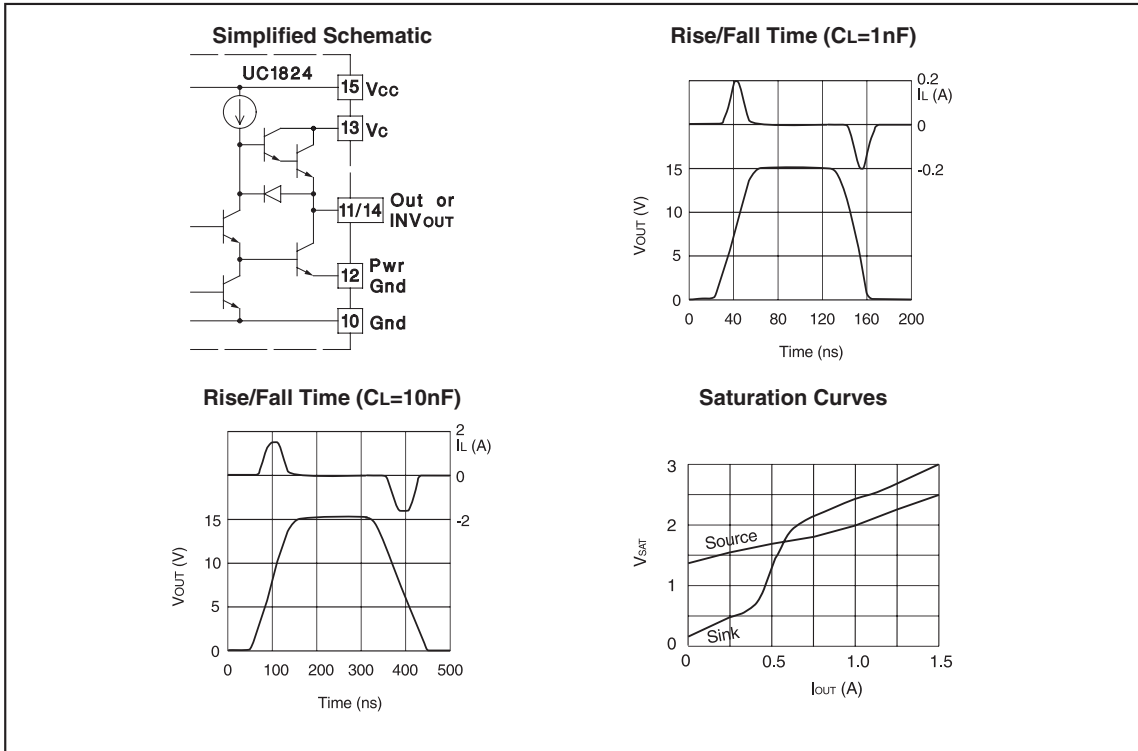 Simplified Schematic
UC1824
15 Vcc
13 Vc
11/14 Out or
INVOUT
12 Pwr
Gnd
10 Gnd
Rise/Fall Time (CL=1nF)
0.2
IL (A)
0
-0.2
15
10
5
0
VOUT (V)
0 40 80 120 160 200
Time (ns)
Rise/Fall Time (CL=10nF)
2
IL (A)
0
-2
15
10
5
0
VOUT (V)
0 100 200 300 400 500
Time (ns)
Saturation Curves
3
2
1
0
VSAT
Source
Sink
0 0.5 1.0 1.5
IOUT (A)